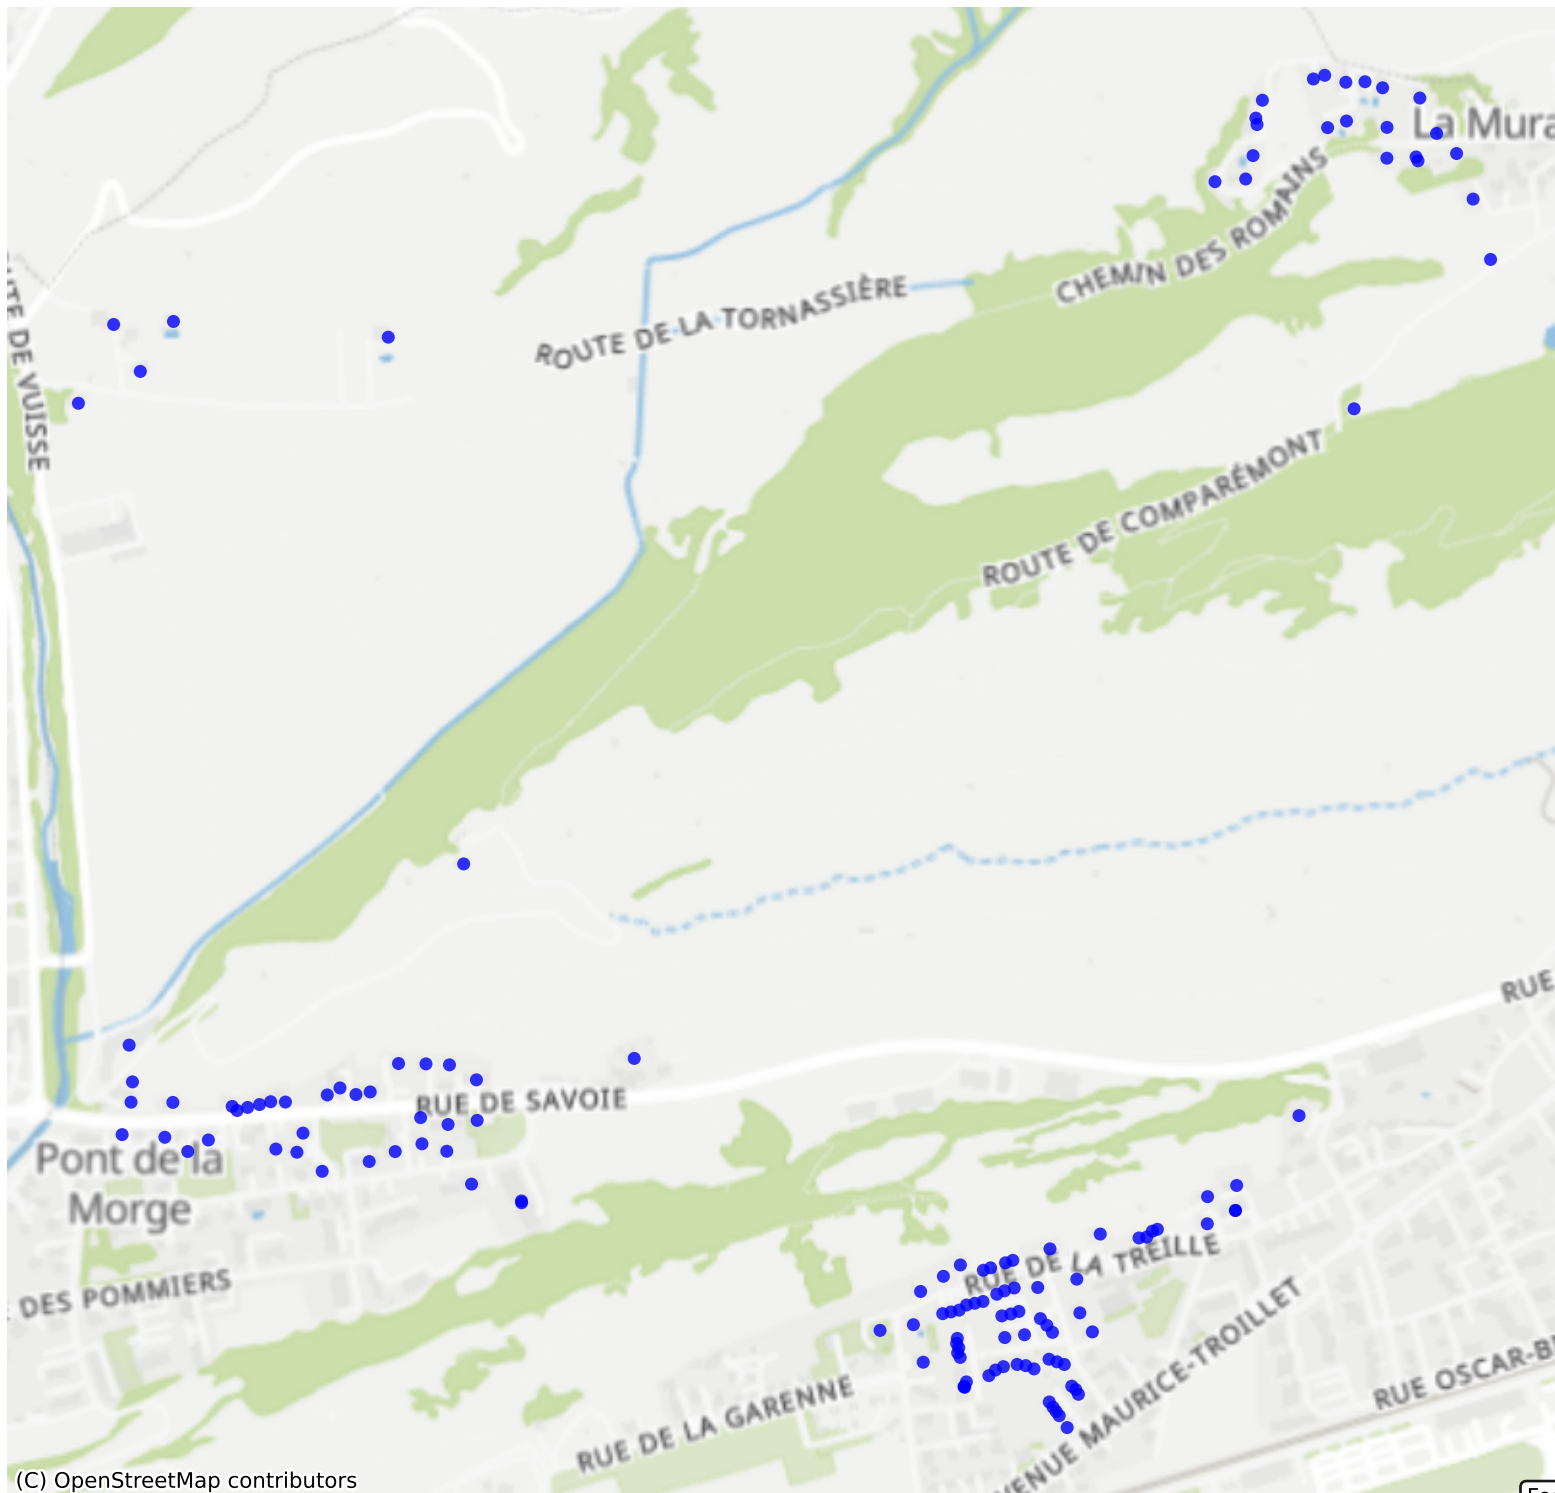 La Mura
CHEMIN DES ROMAINS
ROUTE DE LA TORNASSIÈRE
DE VUISSE
ROUTE DE COMPARÉMONT
RUE
RUE DE SAVOIE
Pont de la
Morge
RUE DE LA TREILLE
DES POMMIERS
AVENUE MAURICE-TROILLET
RUE OSCAR-B
RUE DE LA GARENNE
(C) OpenStreetMap contributors